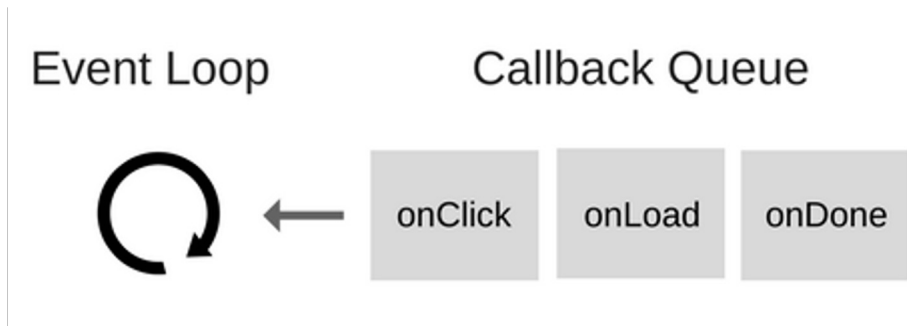 Event Loop
Callback Queue
onClick
onLoad
onDone